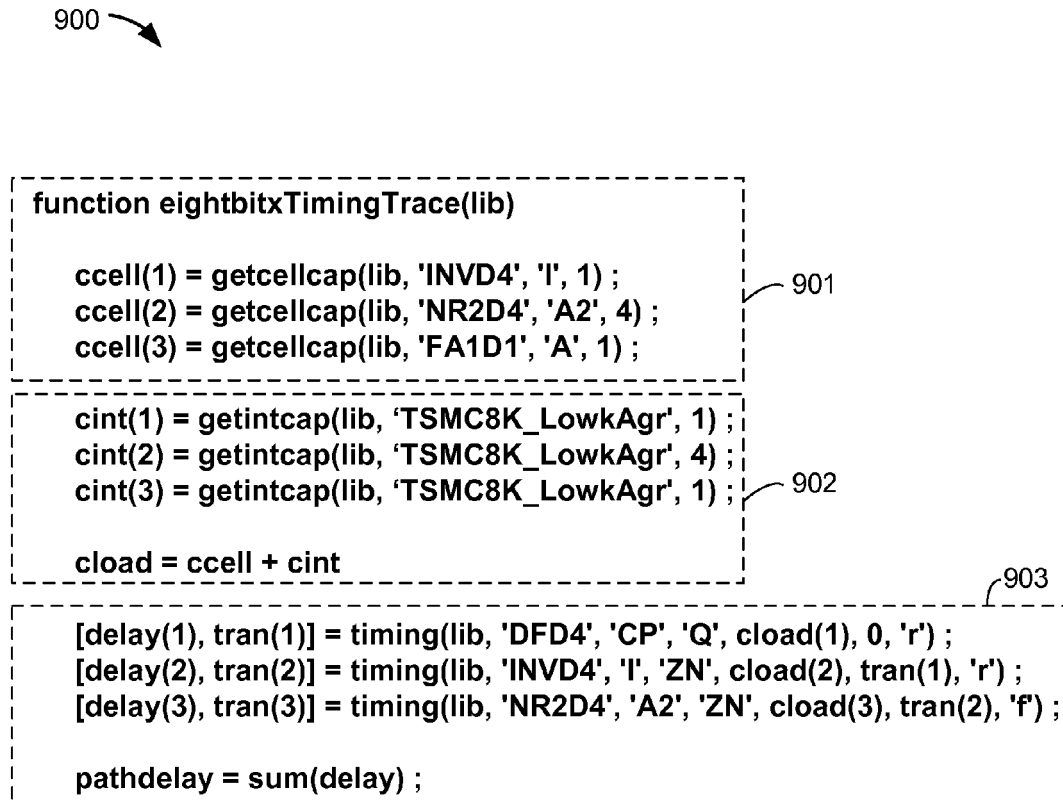 900
function eightbitxTimingTrace(lib)
ccell(1) = getcellcap(lib, 'INVD4', 'I', 1) ;
ccell(2) = getcellcap(lib, 'NR2D4', 'A2', 4) ;
ccell(3) = getcellcap(lib, 'FA1D1', 'A', 1) ;
901
cint(1) = getintcap(lib, ‘TSMC8K_LowkAgr', 1) ;
cint(2) = getintcap(lib, ‘TSMC8K_LowkAgr', 4) ;
cint(3) = getintcap(lib, ‘TSMC8K_LowkAgr', 1) ;
902
cload = ccell + cint
903
[delay(1), tran(1)] = timing(lib, 'DFD4', 'CP', 'Q', cload(1), 0, 'r') ;
[delay(2), tran(2)] = timing(lib, 'INVD4', 'I', 'ZN', cload(2), tran(1), 'r') ;
[delay(3), tran(3)] = timing(lib, 'NR2D4', 'A2', 'ZN', cload(3), tran(2), 'f') ;
pathdelay = sum(delay) ;